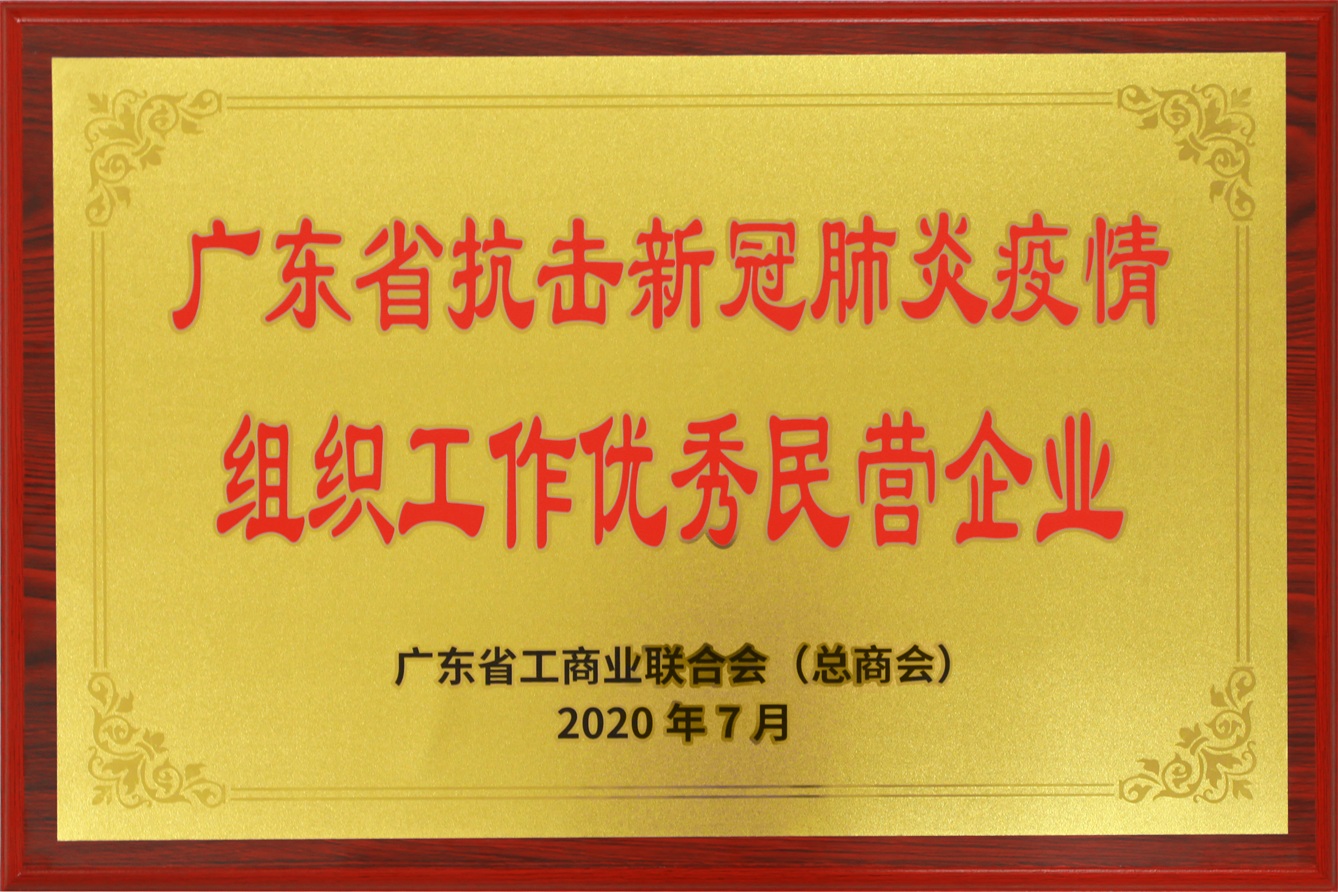 广东省抗击新冠肺炎疫情
组织工作优秀民营企业
广东省工商业联合会（总商会）
2020 年 7 月